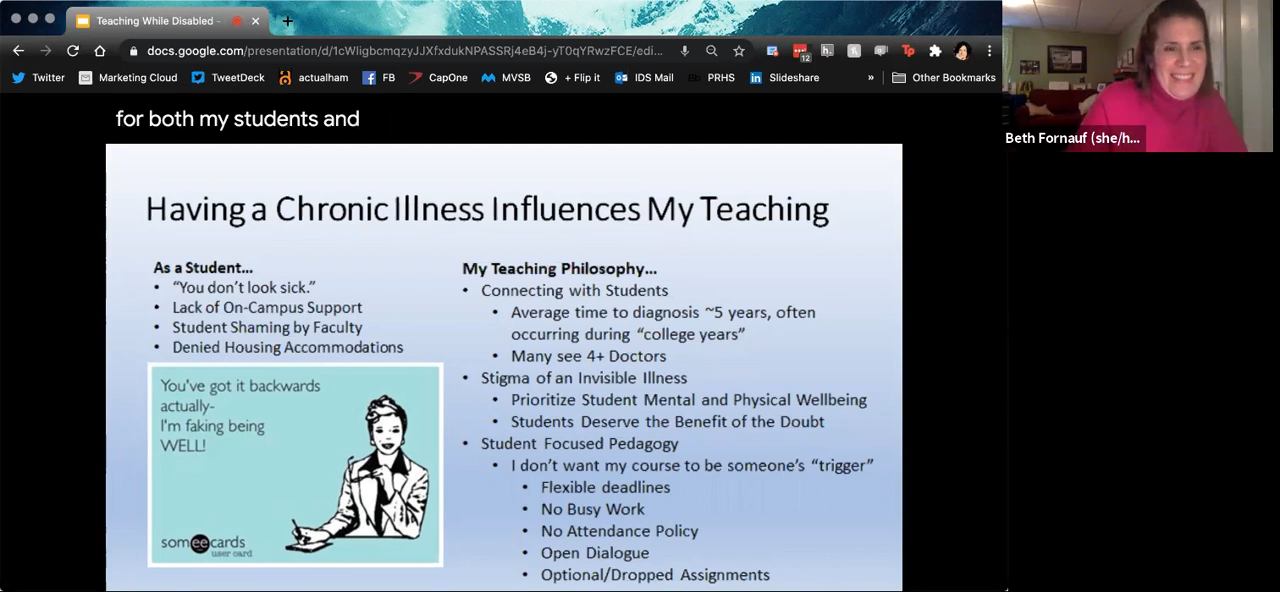 Teaching While Disabled -
docs.google.com/presentation/d/1cWligbcmqzyJJXfxdukNPASSRj4eB4j-yT0qYRwzFCE/edi...
12
Twitter
Marketing Cloud
TweetDeck
actualham
FB
CapOne
MVSB
+ Flip it
IDS Mail
Bb PRHS
Slideshare
»
Other Bookmarks
Beth Fornauf (she/h...
for both my students and
Having a Chronic Illness Influences My Teaching
As a Student...
• “You don’t look sick.”
• Lack of On-Campus Support
• Student Shaming by Faculty
• Denied Housing Accommodations
You've got it backwards
actually-
I'm faking being
WELL!
someecards
user card
My Teaching Philosophy...
• Connecting with Students
• Average time to diagnosis ~5 years, often
occurring during “college years”
• Many see 4+ Doctors
• Stigma of an Invisible Illness
• Prioritize Student Mental and Physical Wellbeing
• Students Deserve the Benefit of the Doubt
• Student Focused Pedagogy
• I don’t want my course to be someone’s “trigger”
• Flexible deadlines
• No Busy Work
• No Attendance Policy
• Open Dialogue
• Optional/Dropped Assignments